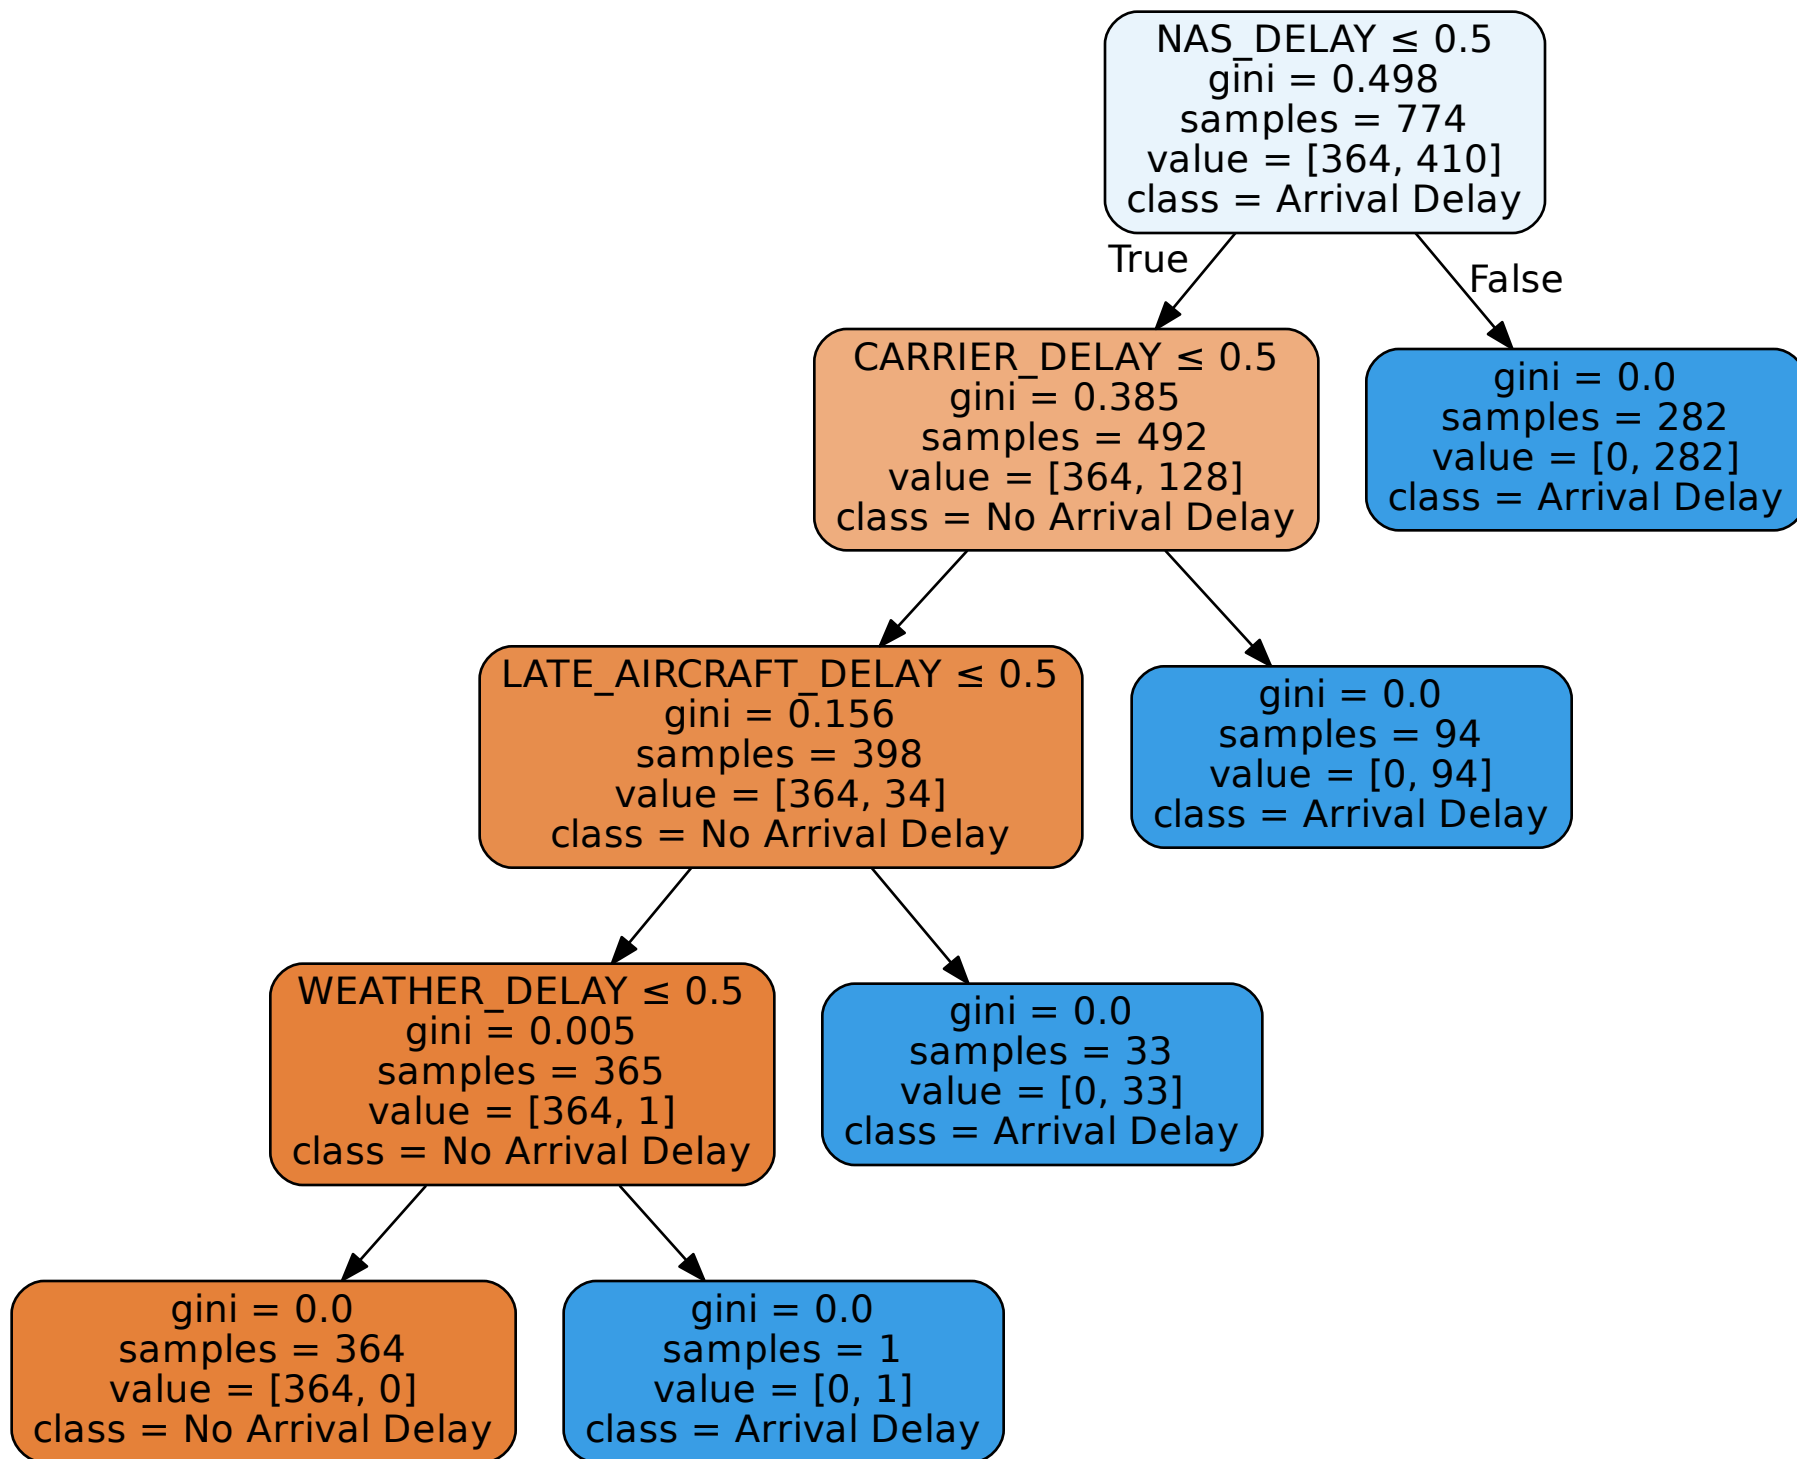 NAS_DELAY ≤ 0.5
gini = 0.498
samples = 774
value = [364, 410]
class = Arrival Delay
True
False
CARRIER_DELAY ≤ 0.5
gini = 0.385
samples = 492
value = [364, 128]
class = No Arrival Delay
gini = 0.0
samples = 282
value = [0, 282]
class = Arrival Delay
LATE_AIRCRAFT_DELAY ≤ 0.5
gini = 0.156
samples = 398
value = [364, 34]
class = No Arrival Delay
gini = 0.0
samples = 94
value = [0, 94]
class = Arrival Delay
WEATHER_DELAY ≤ 0.5
gini = 0.005
samples = 365
value = [364, 1]
class = No Arrival Delay
gini = 0.0
samples = 33
value = [0, 33]
class = Arrival Delay
gini = 0.0
samples = 364
value = [364, 0]
class = No Arrival Delay
gini = 0.0
samples = 1
value = [0, 1]
class = Arrival Delay